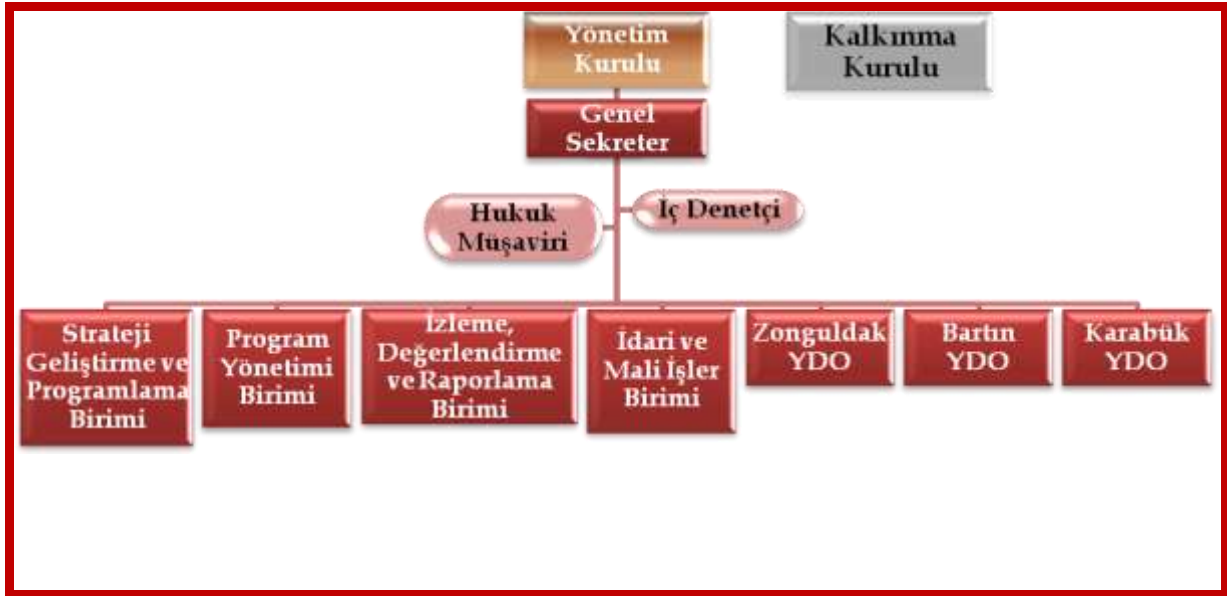 Yönetim
Kurulu
Kalkınma
Kurulu
Genel
Sekreter
Hukuk
Müşaviri
İç Denetçi
Strateji
Geliştirme ve
Programlama
Birimi
Program
Yönetimi
Birimi
İzleme,
Değerlendirme
ve Raporlama
Birimi
İdari ve
Mali İşler
Birimi
Zonguldak
YDO
Bartın
YDO
Karabük
YDO